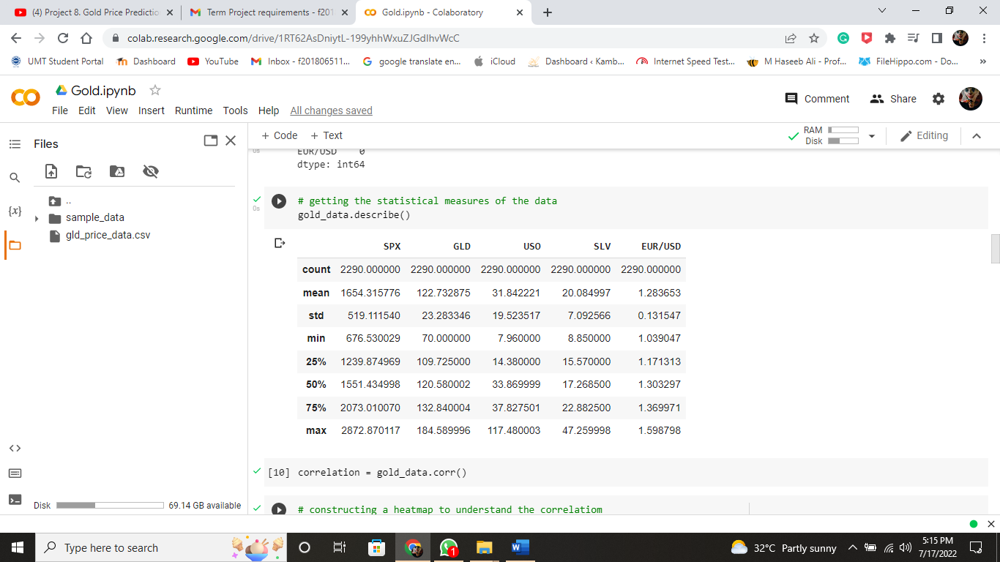 (4) Project 8. Gold Price Predictio
Term Project requirements - f201
Gold.ipynb - Colaboratory
colab.research.google.com/drive/1RT62AsDniytL-199yhhWxuZJGdIhvWcC
UMT Student Portal
Dashboard
YouTube
Inbox - f201806511...
google translate en...
iCloud
Dashboard ‹ Kamb...
Internet Speed Test...
M Haseeb Ali - Prof...
FileHippo.com - Do...
»
Gold.ipynb
Comment
Share
File Edit View Insert Runtime Tools Help All changes saved
Files
+ Code + Text
RAM
Disk
Editing
{x}
..
sample_data
gld_price_data.csv
0s
EUR/USD 0
dtype: int64
0s
# getting the statistical measures of the data
gold_data.describe()
SPX GLD USO SLV EUR/USD
count 2290.000000 2290.000000 2290.000000 2290.000000 2290.000000
mean 1654.315776 122.732875 31.842221 20.084997 1.283653
std 519.111540 23.283346 19.523517 7.092566 0.131547
min 676.530029 70.000000 7.960000 8.850000 1.039047
25% 1239.874969 109.725000 14.380000 15.570000 1.171313
50% 1551.434998 120.580002 33.869999 17.268500 1.303297
75% 2073.010070 132.840004 37.827501 22.882500 1.369971
max 2872.870117 184.589996 117.480003 47.259998 1.598798
[10] correlation = gold_data.corr()
# constructing a heatmap to understand the correlatiom
Disk
69.14 GB available
Type here to search
1
32°C Partly sunny
5:15 PM
7/17/2022